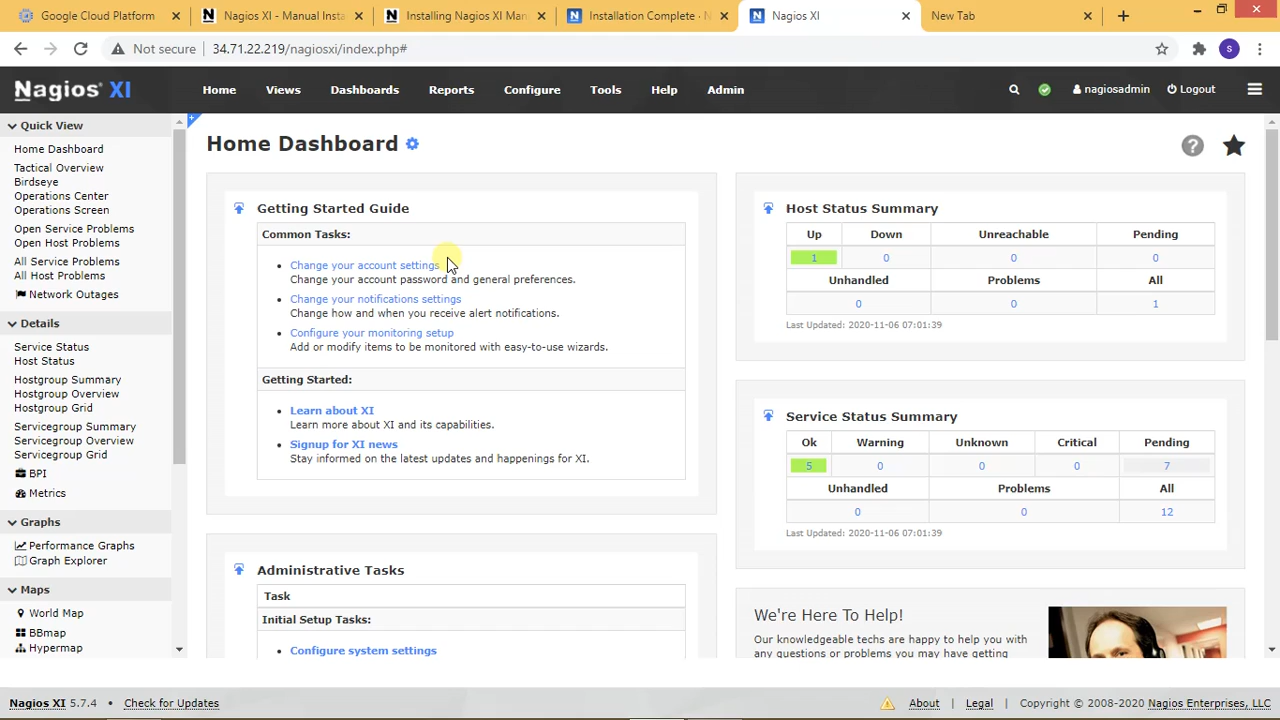 Google Cloud Platform
Nagios XI - Manual Insta
Installing Nagios XI Ma
Installation Complete -
Nagios XI
New Tab
Not secure
34.71.22.219/nagiosxi/index.php#
S
Nagios® XI
Home
Views
Dashboards
Reports
Configure
Tools
Help
Admin
nagiosadmin
Logout
Quick View
Home Dashboard
Tactical Overview
Birdseye
Operations Center
Operations Screen
Open Service Problems
Open Host Problems
All Service Problems
All Host Problems
Network Outages
Details
Service Status
Host Status
Hostgroup Summary
Hostgroup Overview
Hostgroup Grid
Servicegroup Summary
Servicegroup Overview
Servicegroup Grid
BPI
Metrics
Graphs
Performance Graphs
Graph Explorer
Maps
World Map
BBmap
Hypermap
Home Dashboard
Getting Started Guide
Common Tasks:
Change your account settings
Change your account password and general preferences.
Change your notifications settings
Change how and when you receive alert notifications.
Configure your monitoring setup
Add or modify items to be monitored with easy-to-use wizards.
Getting Started:
Learn about XI
Learn more about XI and its capabilities.
Signup for XI news
Stay informed on the latest updates and happenings for XI.
Administrative Tasks
Task
Initial Setup Tasks:
Configure system settings
Host Status Summary
Up Down Unreachable Pending
1 0 0 0
Unhandled Problems All
0 0 1
Last Updated: 2020-11-06 07:01:39
Service Status Summary
Ok Warning Unknown Critical Pending
5 0 0 0 7
Unhandled Problems All
0 0 12
Last Updated: 2020-11-06 07:01:39
We're Here To Help!
Our knowledgeable techs are happy to help you with
any questions or problems you may have getting
Nagios XI 5.7.4 • Check for Updates
About | Legal | Copyright © 2008-2020 Nagios Enterprises, LLC